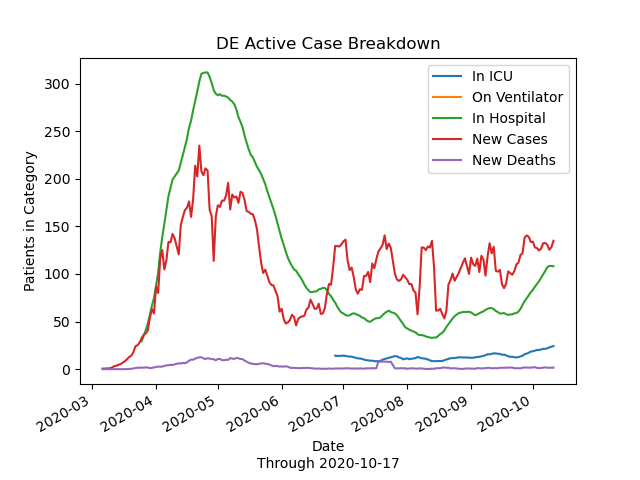 DE Active Case Breakdown
In ICU
On Ventilator
In Hospital
New Cases
New Deaths
Patients in Category
300
250
200
150
100
50
0
2020-03
2020-04
2020-05
2020-06
2020-07
2020-08
2020-09
2020-10
Date
Through 2020-10-17